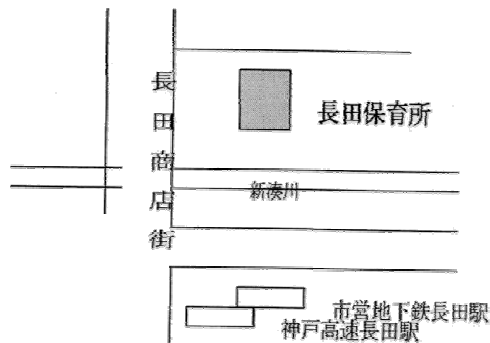 長田商店街
長田保育所
新湊川
市営地下鉄長田駅
神戸高速長田駅